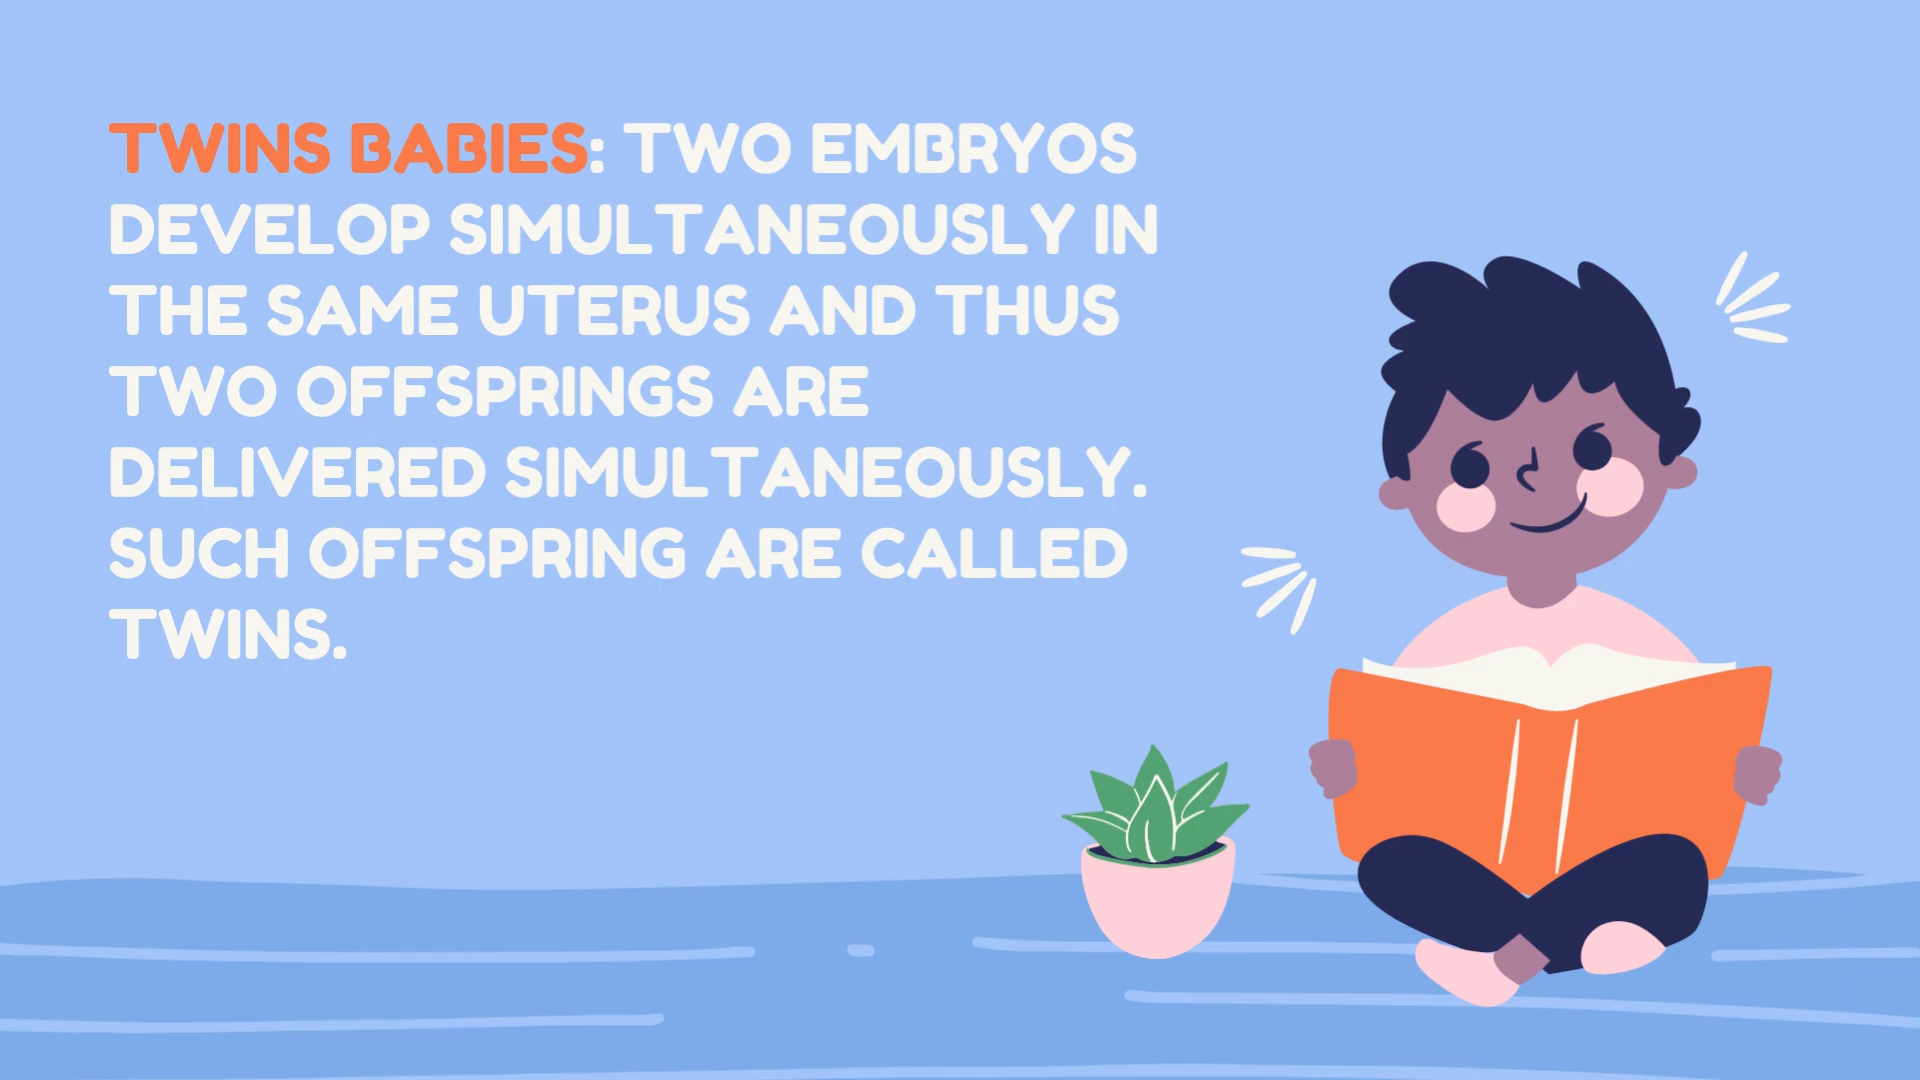 TWINS BABIES: TWO EMBRYOS
DEVELOP SIMULTANEOUSLY IN
THE SAME UTERUS AND THUS
TWO OFFSPRINGS ARE
DELIVERED SIMULTANEOUSLY.
SUCH OFFSPRING ARE CALLED
TWINS.